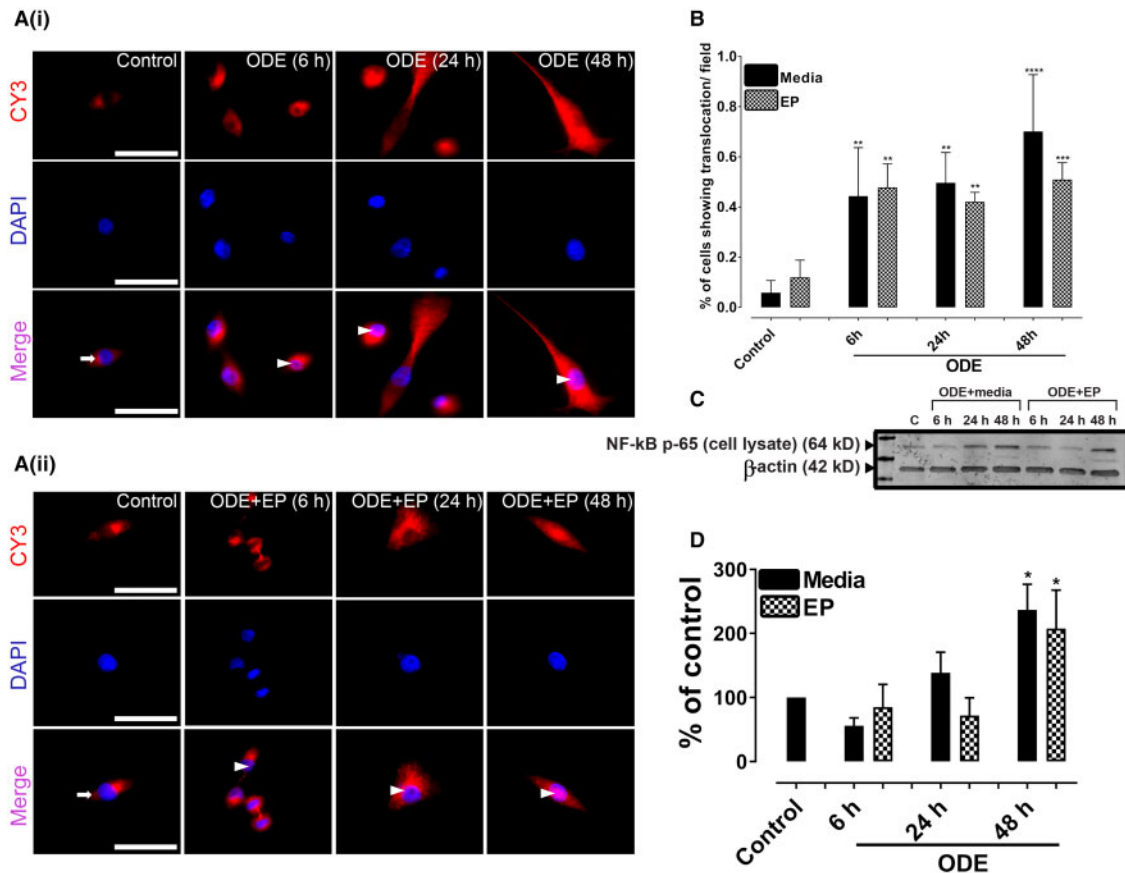 A(i)
Control ODE (6 h) ODE (24 h) ODE (48 h)
CY3
DAPI
Merge
A(ii)
Control ODE+EP (6 h) ODE+EP (24 h) ODE+EP (48 h)
CY3
DAPI
Merge
B
% of cells showing translocation/ field
1.0
0.8
0.6
0.4
0.2
0.0
Media
EP
** ** ** ** **** ***
Control 6h 24h 48h
ODE
C
ODE+media ODE+EP
C 6 h 24 h 48 h 6 h 24 h 48 h
NF-kB p-65 (cell lysate) (64 kD)
β-actin (42 kD)
D
% of control
300
200
100
0
Media
EP
* *
Control 6 h 24 h 48 h
ODE